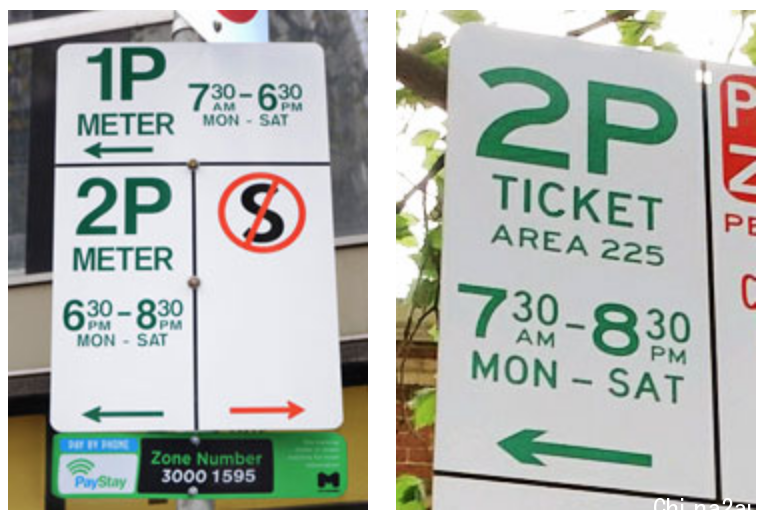 1P
METER
7 30 AM - 6 30 PM
MON - SAT
2P
METER
6 30 PM - 8 30 PM
MON - SAT
S
PAY BY PHONE
PayStay
Zone Number
3000 1595
2P
TICKET
AREA 225
7 30 AM - 8 30 PM
MON - SAT
P
Z
PE